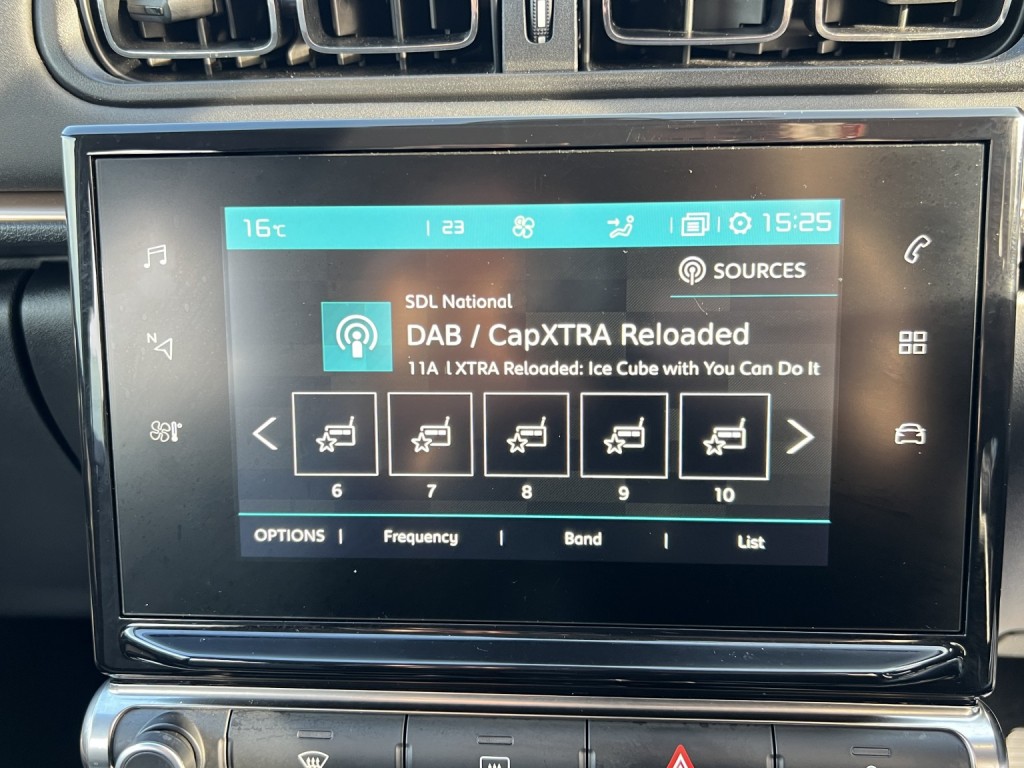 16°C | 23 | | 15:25
SOURCES
SDL National
DAB / CapXTRA Reloaded
11A l XTRA Reloaded: Ice Cube with You Can Do It
N
6 7 8 9 10
OPTIONS | Frequency | Band | List